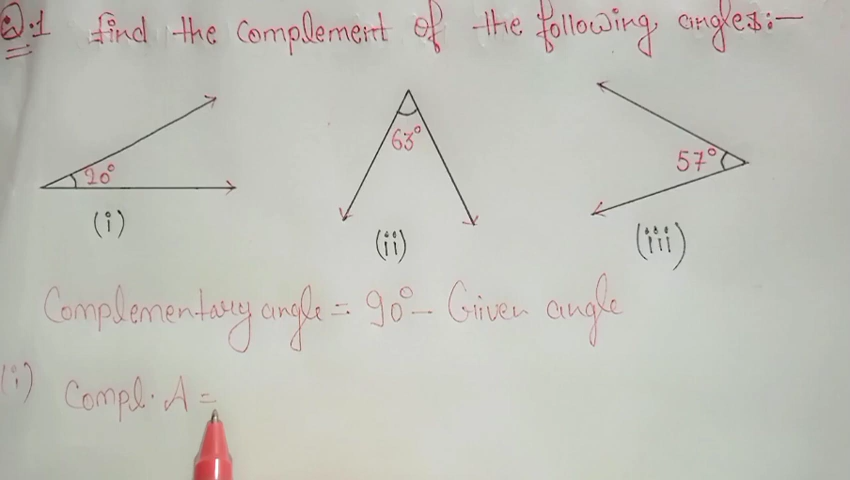 Q.1 find the complement of the following angles:-
20° 63° 57°
(i) (ii) (iii)
Complementary angle = 90° - Given angle
(i) Compl. A =